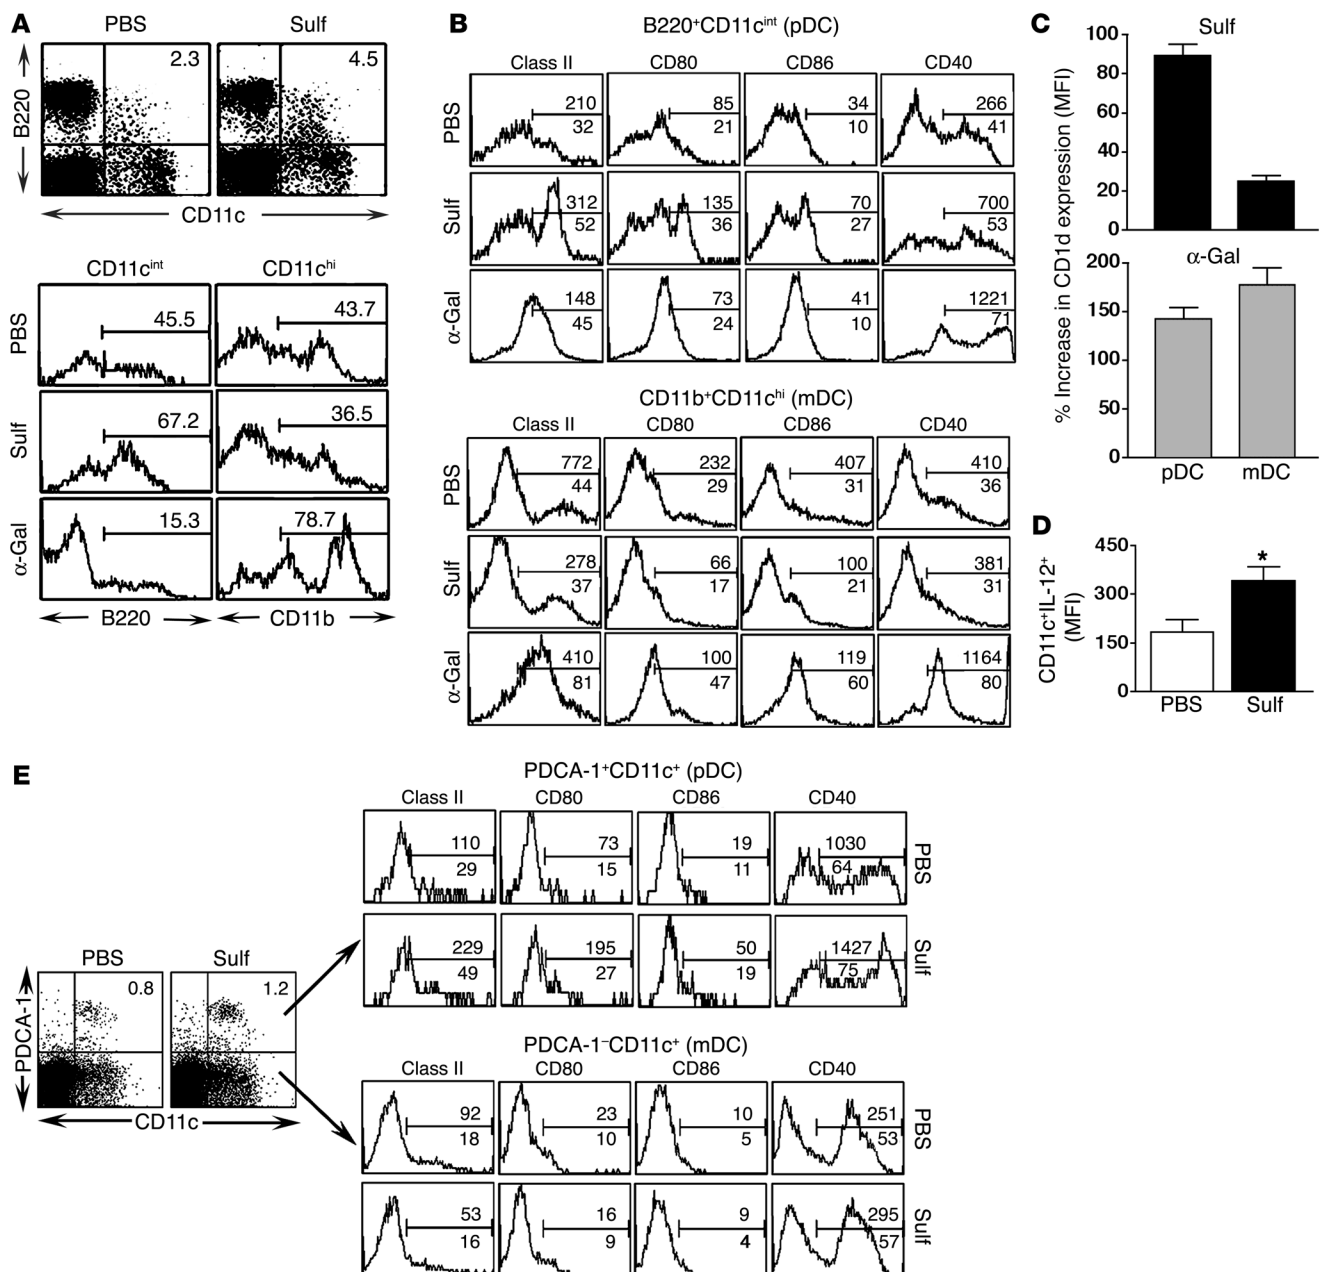 A
PBS Sulf
2.3 4.5
B220
CD11c
CD11cint CD11chi
PBS 45.5 43.7
Sulf 67.2 36.5
α-Gal 15.3 78.7
B220 CD11b
B
B220+CD11cint (pDC)
Class II CD80 CD86 CD40
PBS
210 85 34 266
32 21 10 41
Sulf
312 135 70 700
52 36 27 53
α-Gal
148 73 41 1221
45 24 10 71
CD11b+CD11chi (mDC)
Class II CD80 CD86 CD40
PBS
772 232 407 410
44 29 31 36
Sulf
278 66 100 381
37 17 21 31
α-Gal
410 100 119 1164
81 47 60 80
C
Sulf
100
80
60
40
20
0
% Increase in CD1d expression (MFI)
α-Gal
200
150
100
50
0
pDC mDC
D
450
300
150
0
CD11c+IL-12+
(MFI)
*
PBS Sulf
E
PBS Sulf
0.8 1.2
PDCA-1
CD11c
PDCA-1+CD11c+ (pDC)
Class II CD80 CD86 CD40
110 73 19 1030
29 15 11 64
PBS
229 195 50 1427
49 27 19 75
Sulf
PDCA-1–CD11c+ (mDC)
Class II CD80 CD86 CD40
92 23 10 251
18 10 5 53
PBS
53 16 9 295
16 9 4 57
Sulf